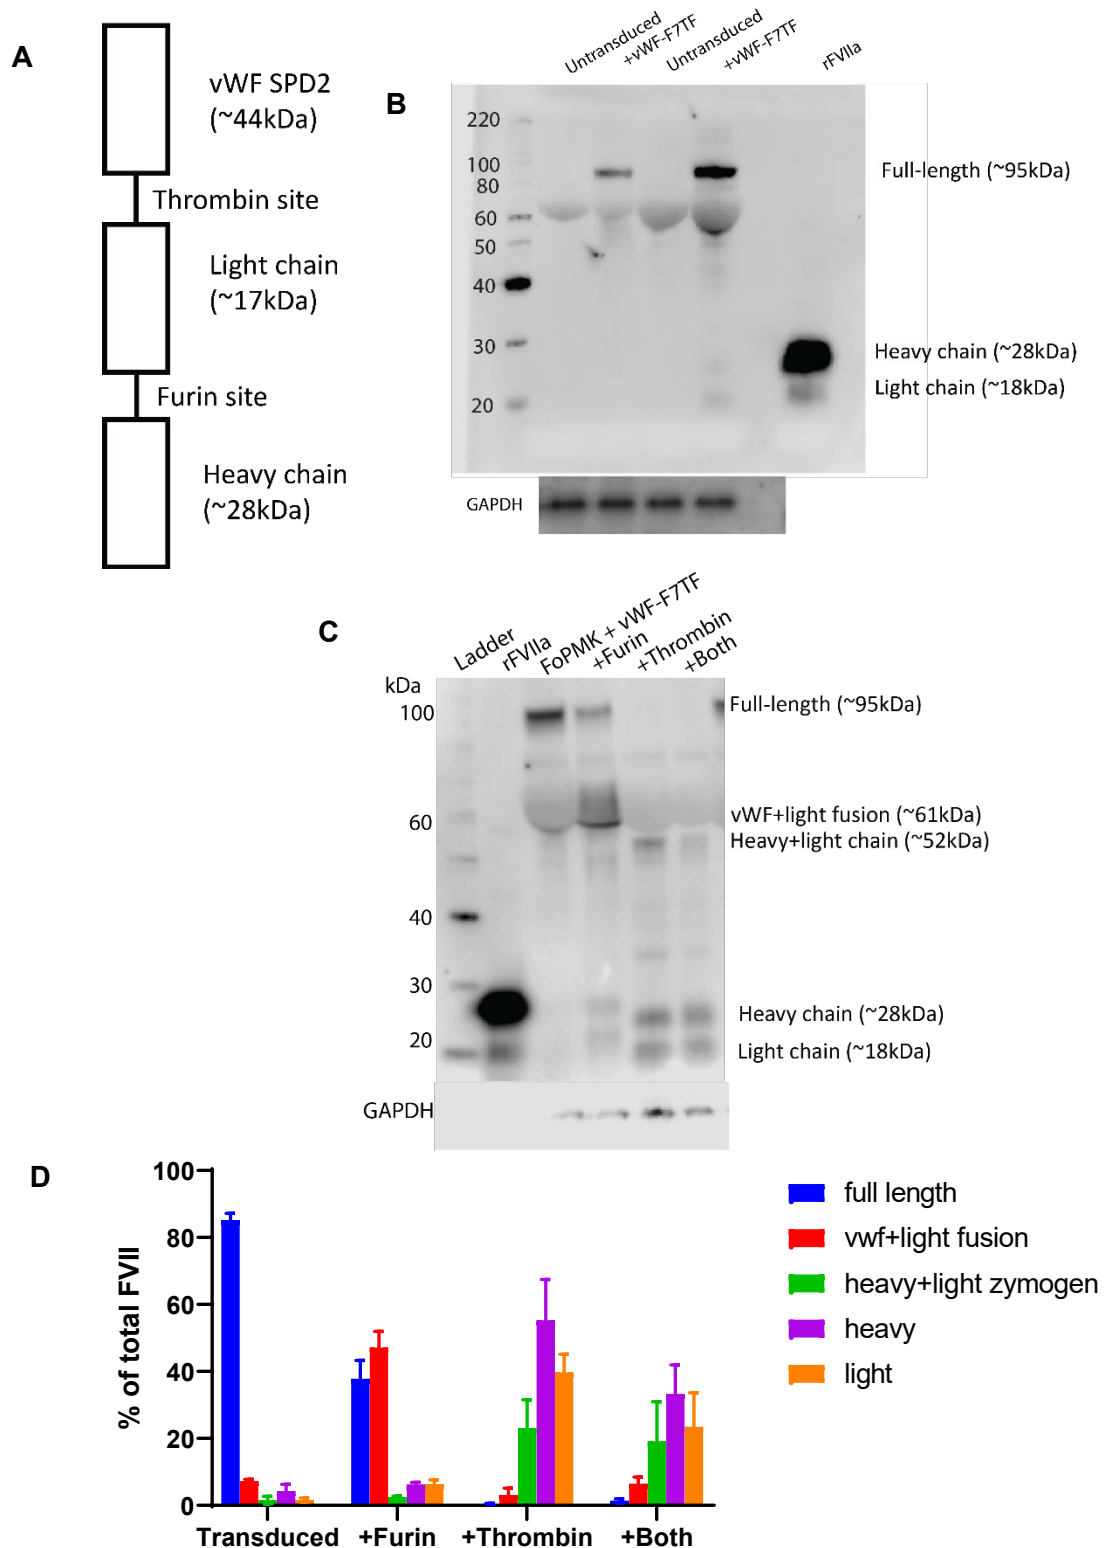 A
vWF SPD2
(~44kDa)
Thrombin site
Light chain
(~17kDa)
Furin site
Heavy chain
(~28kDa)
B
Untransduced
+vWF-F7TF
Untransduced
+vWF-F7TF
rFVIIa
220
100
80
60
50
40
30
20
Full-length (~95kDa)
Heavy chain (~28kDa)
Light chain (~18kDa)
GAPDH
C
Ladder
rFVIIa
FoPMK + vWF-F7TF
+Furin
+Thrombin
+Both
kDa
100
60
40
30
20
Full-length (~95kDa)
vWF+light fusion (~61kDa)
Heavy+light chain (~52kDa)
Heavy chain (~28kDa)
Light chain (~18kDa)
GAPDH
D
% of total FVII
100
80
60
40
20
0
Transduced
+Furin
+Thrombin
+Both
full length
vwf+light fusion
heavy+light zymogen
heavy
light